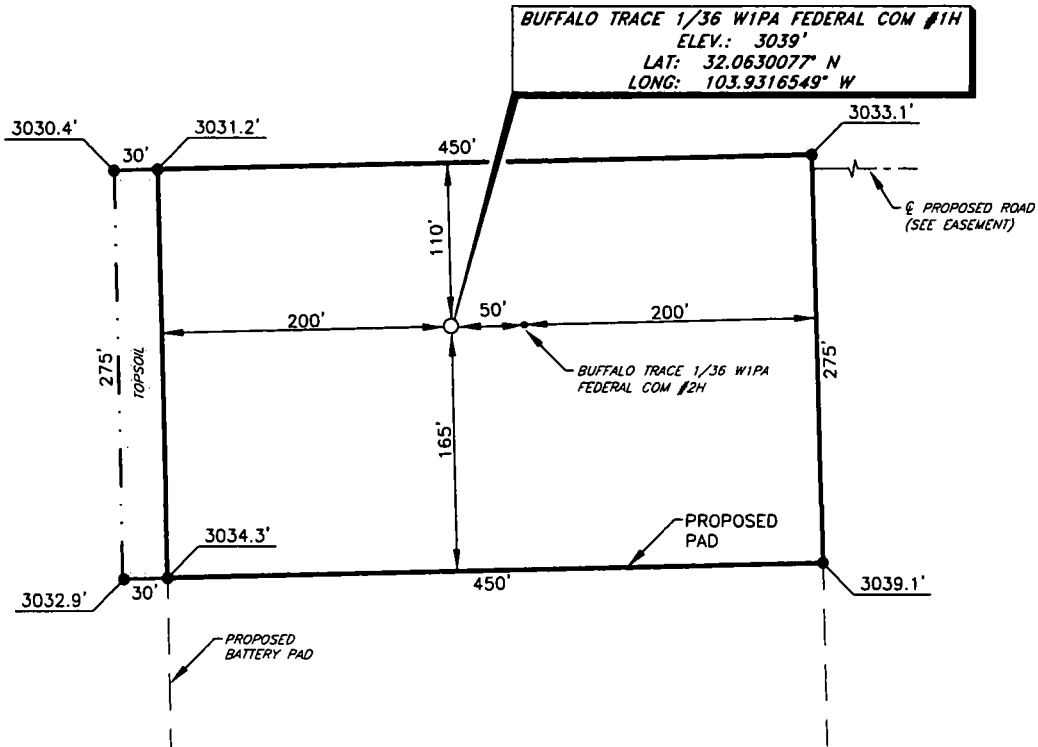 BUFFALO TRACE 1/36 W1PA FEDERAL COM #1H
ELEV.: 3039'
LAT: 32.0630077° N
LONG: 103.9316549° W
3030.4'
3031.2'
3033.1'
30'
450'
℄ PROPOSED ROAD
(SEE EASEMENT)
110'
200'
50'
200'
275'
TOPSOIL
275'
BUFFALO TRACE 1/36 W1PA
FEDERAL COM #2H
165'
PROPOSED
PAD
3034.3'
3032.9'
30'
450'
3039.1'
PROPOSED
BATTERY PAD